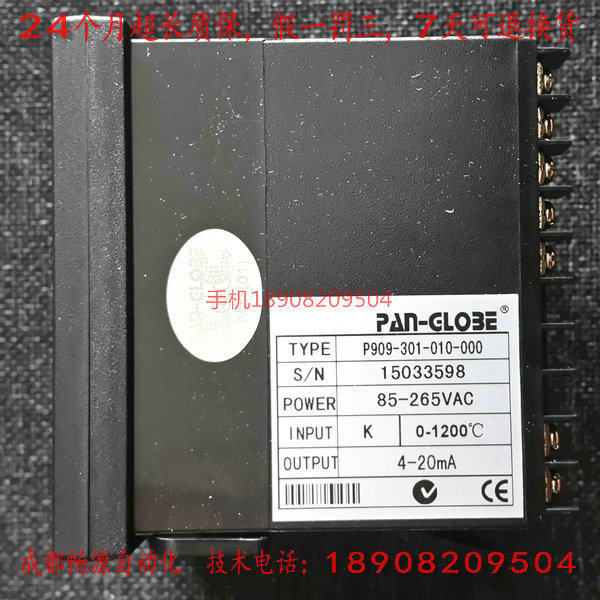 24个月超长质保，假一罚三，7天可退换货
PAN-GLOBE
手机18908209504
PAN-GLOBE®
TYPE P909-301-010-000
S/N 15033598
POWER 85-265VAC
INPUT K 0-1200℃
OUTPUT 4-20mA
CE
成都畅源自动化 技术电话：18908209504